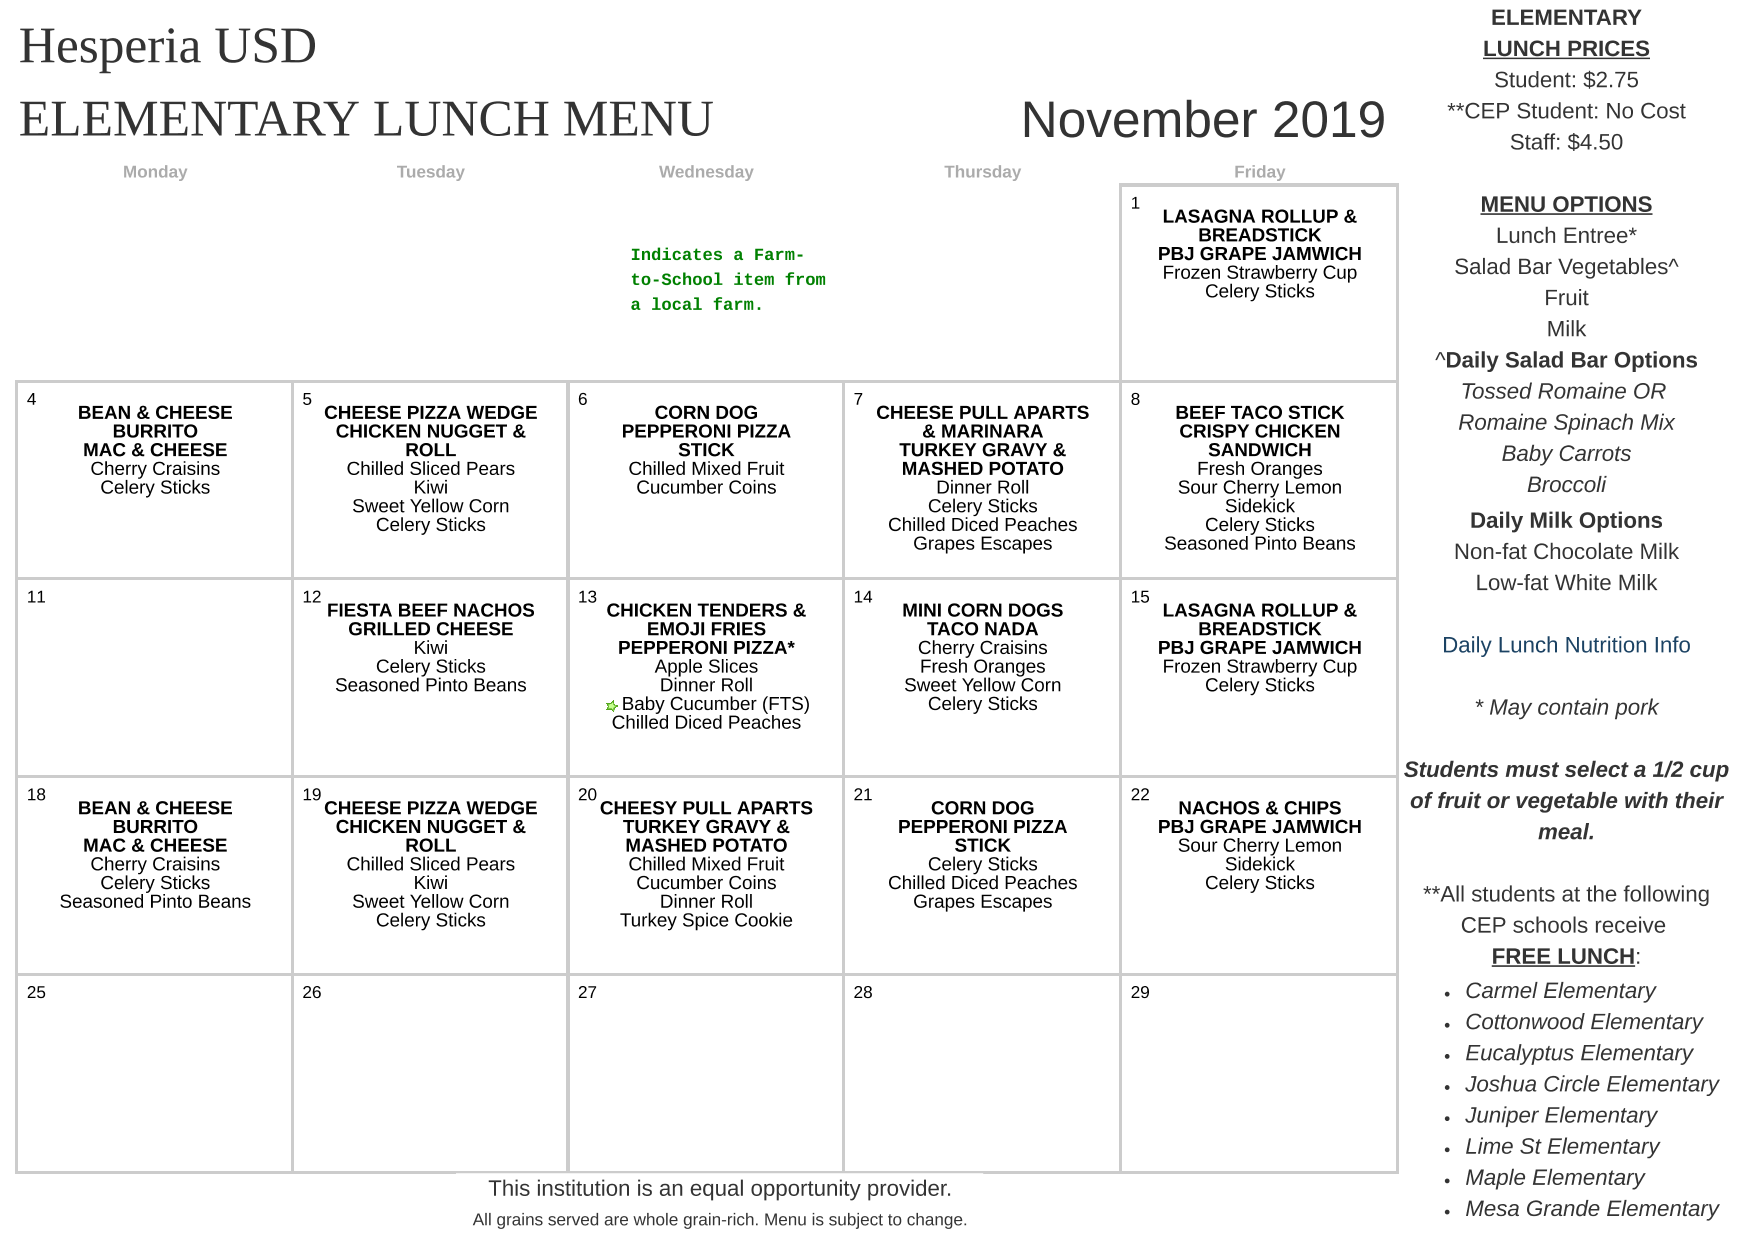 Hesperia USD
ELEMENTARY LUNCH MENU
November 2019
Monday
Tuesday
Wednesday
Thursday
Friday
Indicates a Farm-
to-School item from
a local farm.
1
LASAGNA ROLLUP &
BREADSTICK
PBJ GRAPE JAMWICH
Frozen Strawberry Cup
Celery Sticks
4
BEAN & CHEESE
BURRITO
MAC & CHEESE
Cherry Craisins
Celery Sticks
5
CHEESE PIZZA WEDGE
CHICKEN NUGGET &
ROLL
Chilled Sliced Pears
Kiwi
Sweet Yellow Corn
Celery Sticks
6
CORN DOG
PEPPERONI PIZZA
STICK
Chilled Mixed Fruit
Cucumber Coins
7
CHEESE PULL APARTS
& MARINARA
TURKEY GRAVY &
MASHED POTATO
Dinner Roll
Celery Sticks
Chilled Diced Peaches
Grapes Escapes
8
BEEF TACO STICK
CRISPY CHICKEN
SANDWICH
Fresh Oranges
Sour Cherry Lemon
Sidekick
Celery Sticks
Seasoned Pinto Beans
11
12
FIESTA BEEF NACHOS
GRILLED CHEESE
Kiwi
Celery Sticks
Seasoned Pinto Beans
13
CHICKEN TENDERS &
EMOJI FRIES
PEPPERONI PIZZA*
Apple Slices
Dinner Roll
Baby Cucumber (FTS)
Chilled Diced Peaches
14
MINI CORN DOGS
TACO NADA
Cherry Craisins
Fresh Oranges
Sweet Yellow Corn
Celery Sticks
15
LASAGNA ROLLUP &
BREADSTICK
PBJ GRAPE JAMWICH
Frozen Strawberry Cup
Celery Sticks
18
BEAN & CHEESE
BURRITO
MAC & CHEESE
Cherry Craisins
Celery Sticks
Seasoned Pinto Beans
19
CHEESE PIZZA WEDGE
CHICKEN NUGGET &
ROLL
Chilled Sliced Pears
Kiwi
Sweet Yellow Corn
Celery Sticks
20
CHEESY PULL APARTS
TURKEY GRAVY &
MASHED POTATO
Chilled Mixed Fruit
Cucumber Coins
Dinner Roll
Turkey Spice Cookie
21
CORN DOG
PEPPERONI PIZZA
STICK
Celery Sticks
Chilled Diced Peaches
Grapes Escapes
22
NACHOS & CHIPS
PBJ GRAPE JAMWICH
Sour Cherry Lemon
Sidekick
Celery Sticks
25
26
27
28
29
This institution is an equal opportunity provider.
All grains served are whole grain-rich. Menu is subject to change.
ELEMENTARY
LUNCH PRICES
Student: $2.75
**CEP Student: No Cost
Staff: $4.50
MENU OPTIONS
Lunch Entree*
Salad Bar Vegetables^
Fruit
Milk
^Daily Salad Bar Options
Tossed Romaine OR
Romaine Spinach Mix
Baby Carrots
Broccoli
Daily Milk Options
Non-fat Chocolate Milk
Low-fat White Milk
Daily Lunch Nutrition Info
* May contain pork
Students must select a 1/2 cup
of fruit or vegetable with their
meal.
**All students at the following
CEP schools receive
FREE LUNCH:
• Carmel Elementary
• Cottonwood Elementary
• Eucalyptus Elementary
• Joshua Circle Elementary
• Juniper Elementary
• Lime St Elementary
• Maple Elementary
• Mesa Grande Elementary